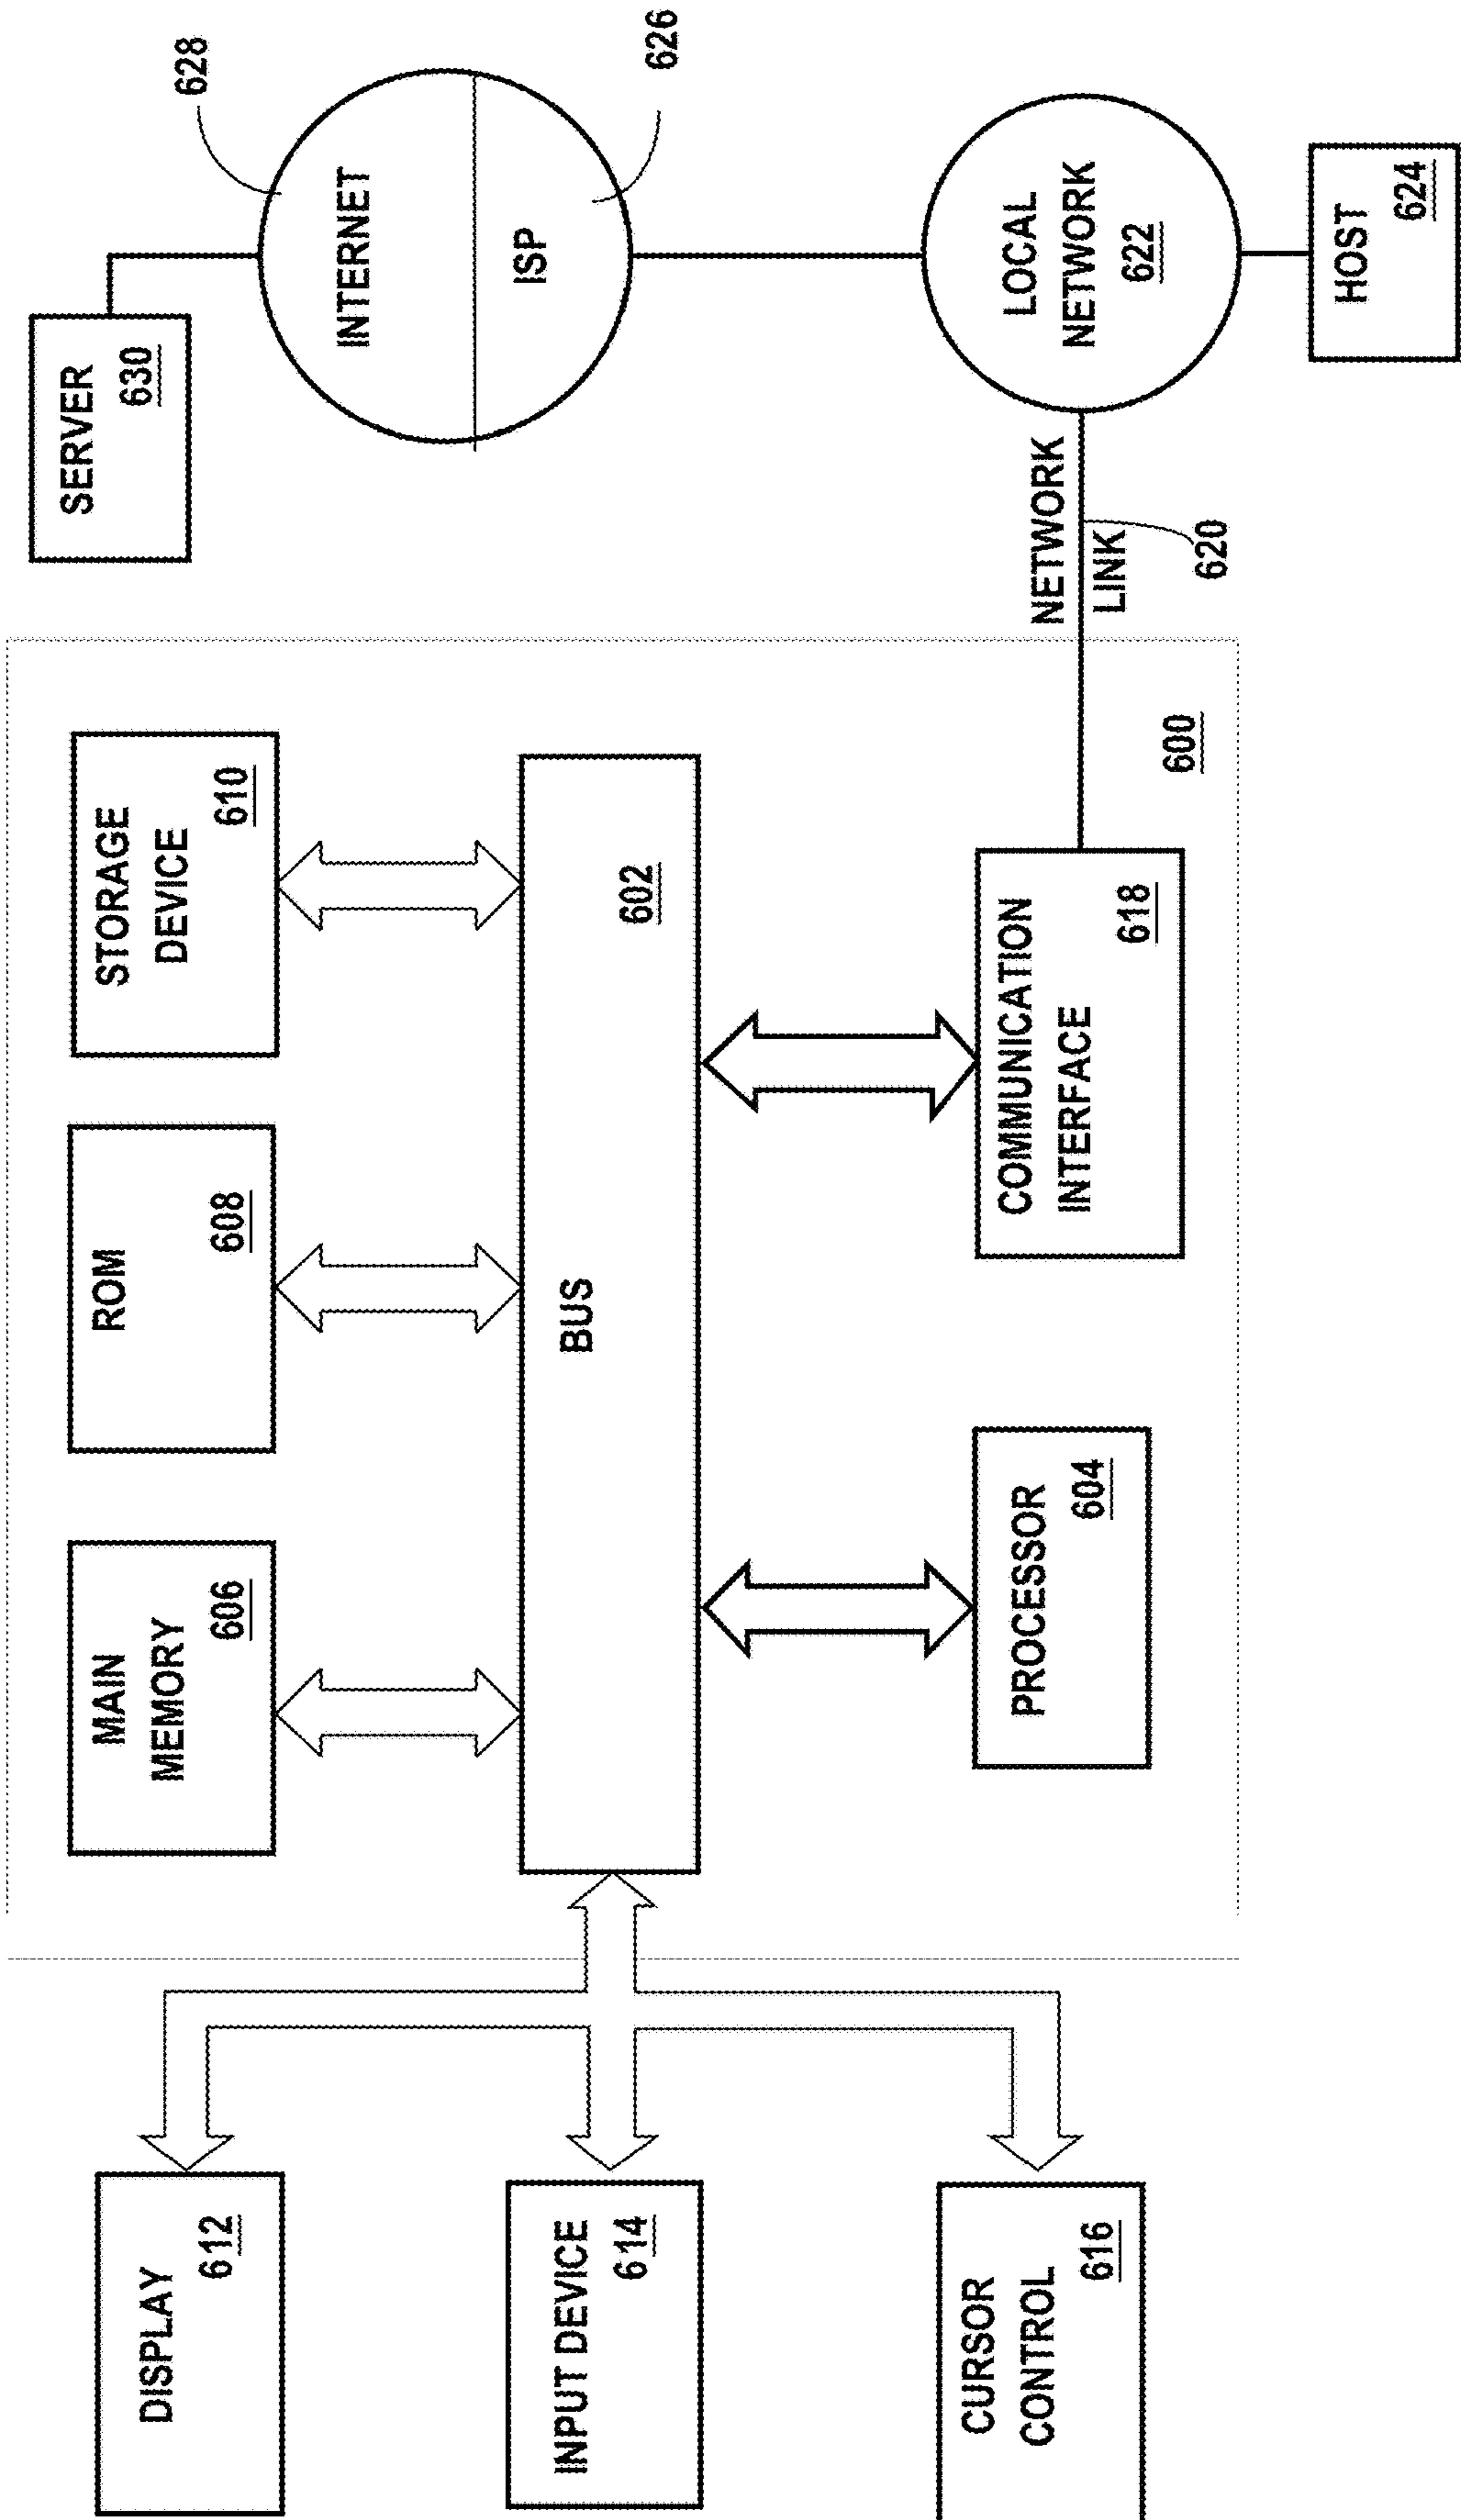 DISPLAY
612
INPUT DEVICE
614
CURSOR
CONTROL
616
MAIN
MEMORY
606
ROM
608
STORAGE
DEVICE
610
BUS
602
PROCESSOR
604
COMMUNICATION
INTERFACE
618
600
SERVER
630
628
INTERNET
ISP
626
NETWORK
LINK
620
LOCAL
NETWORK
622
HOST
624